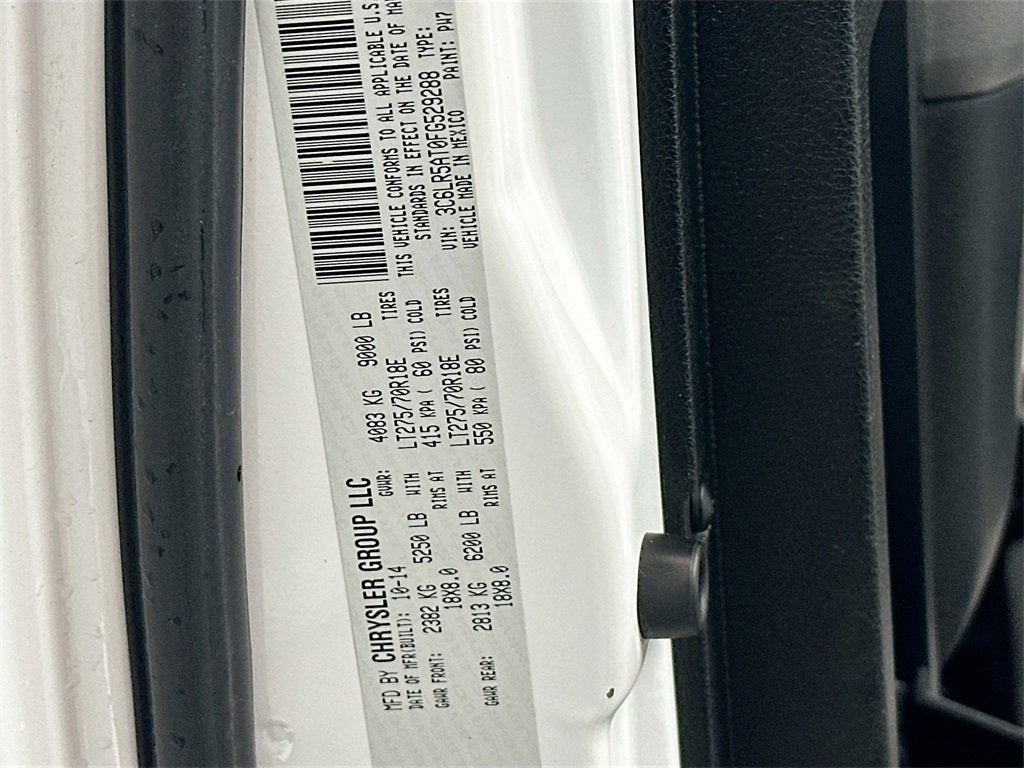 MFD BY CHRYSLER GROUP LLC
DATE OF MFR(BUILT): 10-14 GVWR: 4083 KG 9000 LB
GAWR FRONT: 2382 KG 5250 LB WITH LT275/70R18E TIRES
18X8.0 RIMS AT 415 KPA ( 60 PSI) COLD
GAWR REAR: 2813 KG 6200 LB WITH LT275/70R18E TIRES
18X8.0 RIMS AT 550 KPA ( 80 PSI) COLD
THIS VEHICLE CONFORMS TO ALL APPLICABLE U.S
STANDARDS IN EFFECT ON THE DATE OF MA
VIN: 3C6LR5AT0FG529288 TYPE:
VEHICLE MADE IN MEXICO PAINT: PW7